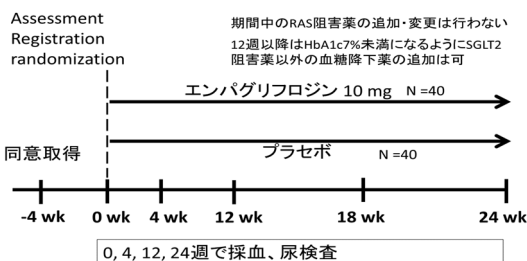 Assessment
Registration
randomization
期間中のRAS阻害薬の追加・変更は行わない
12週以降はHbA1c7%未満になるようにSGLT2
阻害薬以外の血糖降下薬の追加は可
エンパグリフロジン 10 mg N =40
同意取得
プラセボ N =40
-4 wk 0 wk 4 wk 12 wk 18 wk 24 wk
0, 4, 12, 24週で採血、尿検査